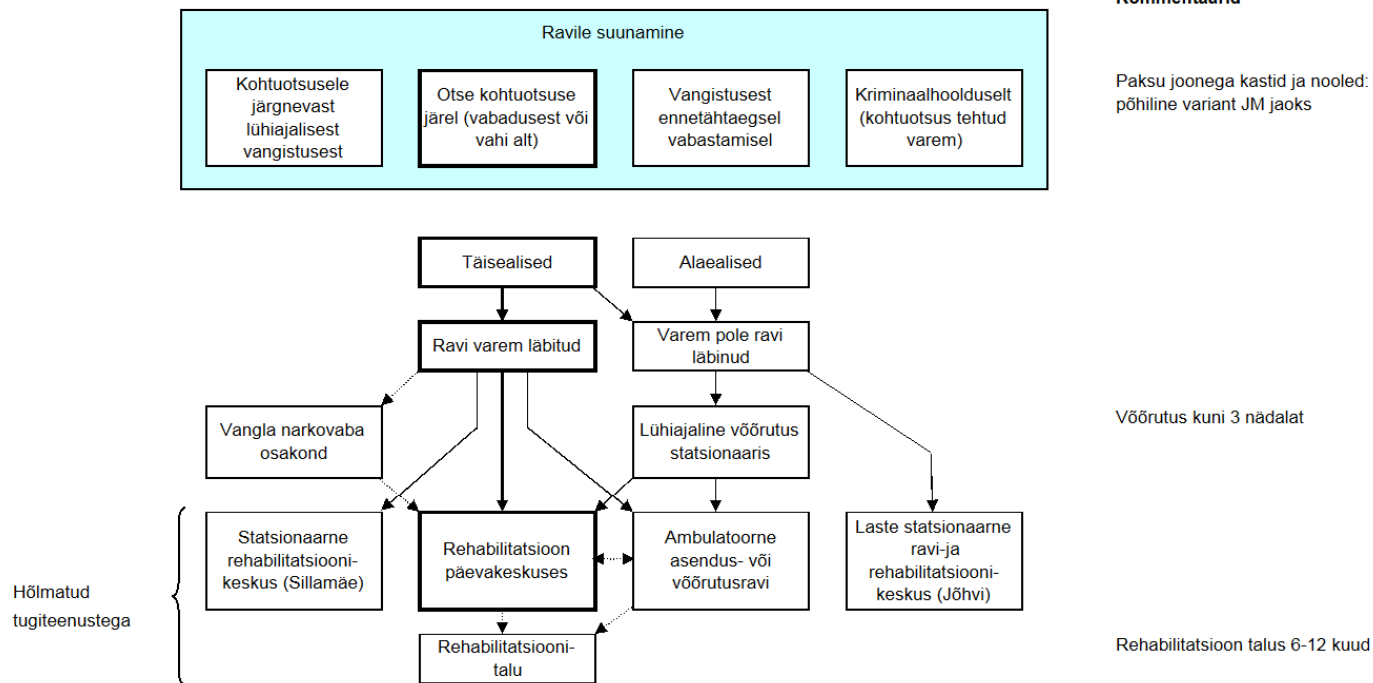 Kommentaarid
Ravile suunamine
Kohtuotsusele
järgnevast
lühiajalisest
vangistusest
Otse kohtuotsuse
järel (vabadusest või
vahi alt)
Vangistusest
ennetähtaegsel
vabastamisel
Kriminaalhoolduselt
(kohtuotsus tehtud
varem)
Paksu joonega kastid ja nooled:
põhiline variant JM jaoks
Täisealised
Alaealised
Ravi varem läbitud
Varem pole ravi
läbinud
Vangla narkovaba
osakond
Lühiajaline võõrutus
statsionaaris
Võõrutus kuni 3 nädalat
Hõlmatud
tugiteenustega
Statsionaarne
rehabilitatsiooni-
keskus (Sillamäe)
Rehabilitatsioon
päevakeskuses
Ambulatoorne
asendus- või
võõrutusravi
Laste statsionaarne
ravi-ja
rehabilitatsiooni-
keskus (Jõhvi)
Rehabilitatsiooni-
talu
Rehabilitatsioon talus 6-12 kuud